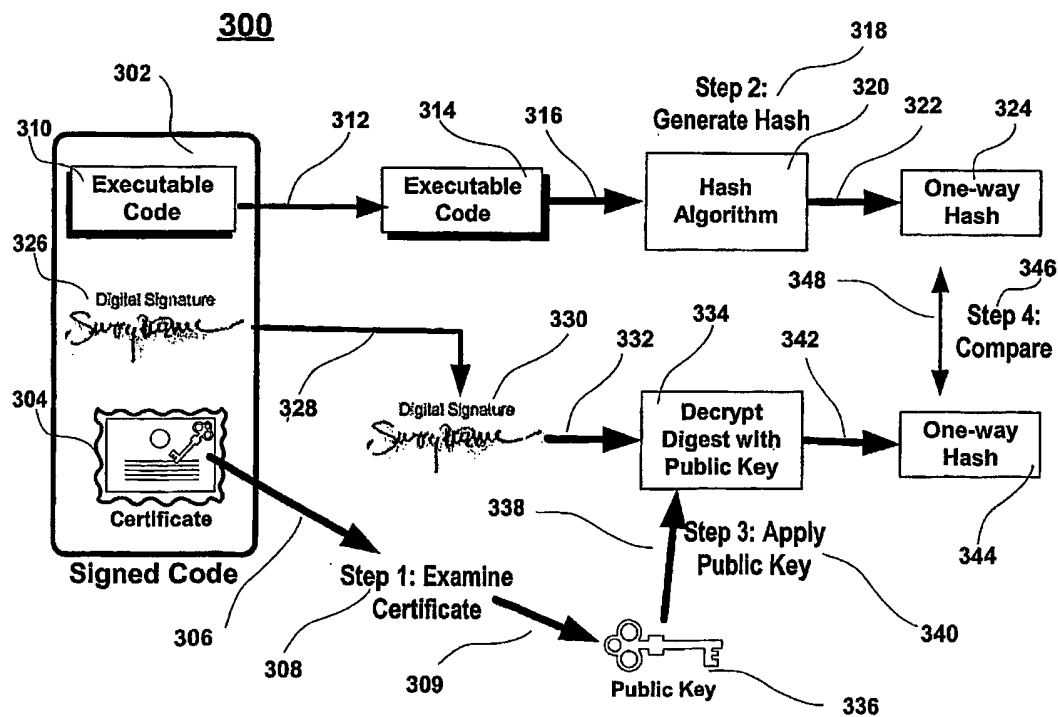 300
302
318
Step 2:
Generate Hash
320
310
312
314
316
322
324
Executable
Code
Executable
Code
Hash
Algorithm
One-way
Hash
326
Digital Signature
348
346
Step 4:
Compare
330
332
334
342
328
304
Digital Signature
Decrypt
Digest with
Public Key
One-way
Hash
Certificate
338
Step 3: Apply
Public Key
344
Signed Code
Step 1: Examine
Certificate
306
308
309
340
Public Key
336